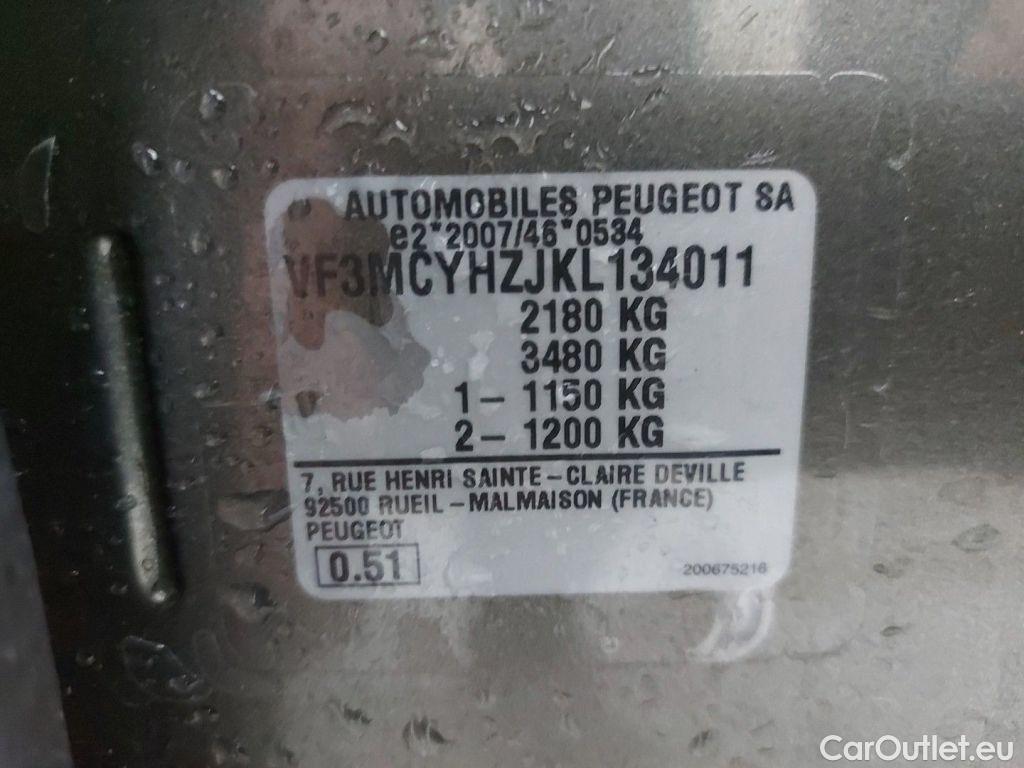 AUTOMOBILES PEUGEOT SA
e2*2007/46*0534
VF3MCYHZJKL134011
2180 KG
3480 KG
1 – 1150 KG
2 – 1200 KG
7, RUE HENRI SAINTE – CLAIRE DEVILLE
92500 RUEIL – MALMAISON (FRANCE)
PEUGEOT
0.51
200675216
CarOutlet.eu